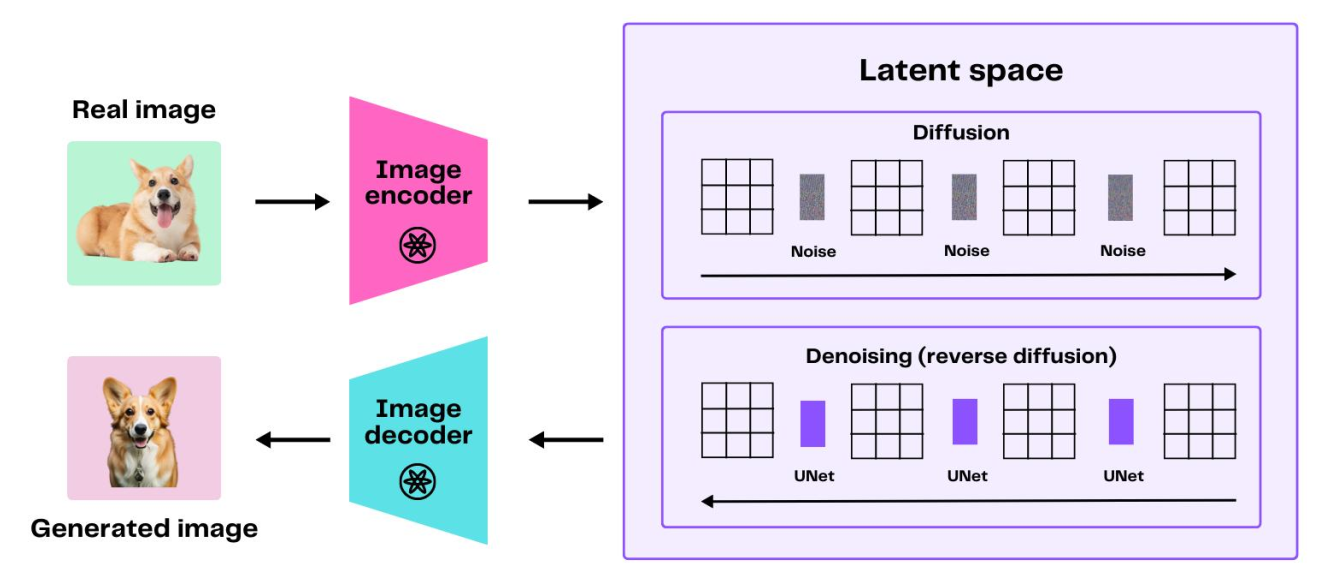 Latent space
Real image
Diffusion
Image
encoder
Noise
Noise
Noise
Denoising (reverse diffusion)
Image
decoder
UNet
UNet
UNet
Generated image